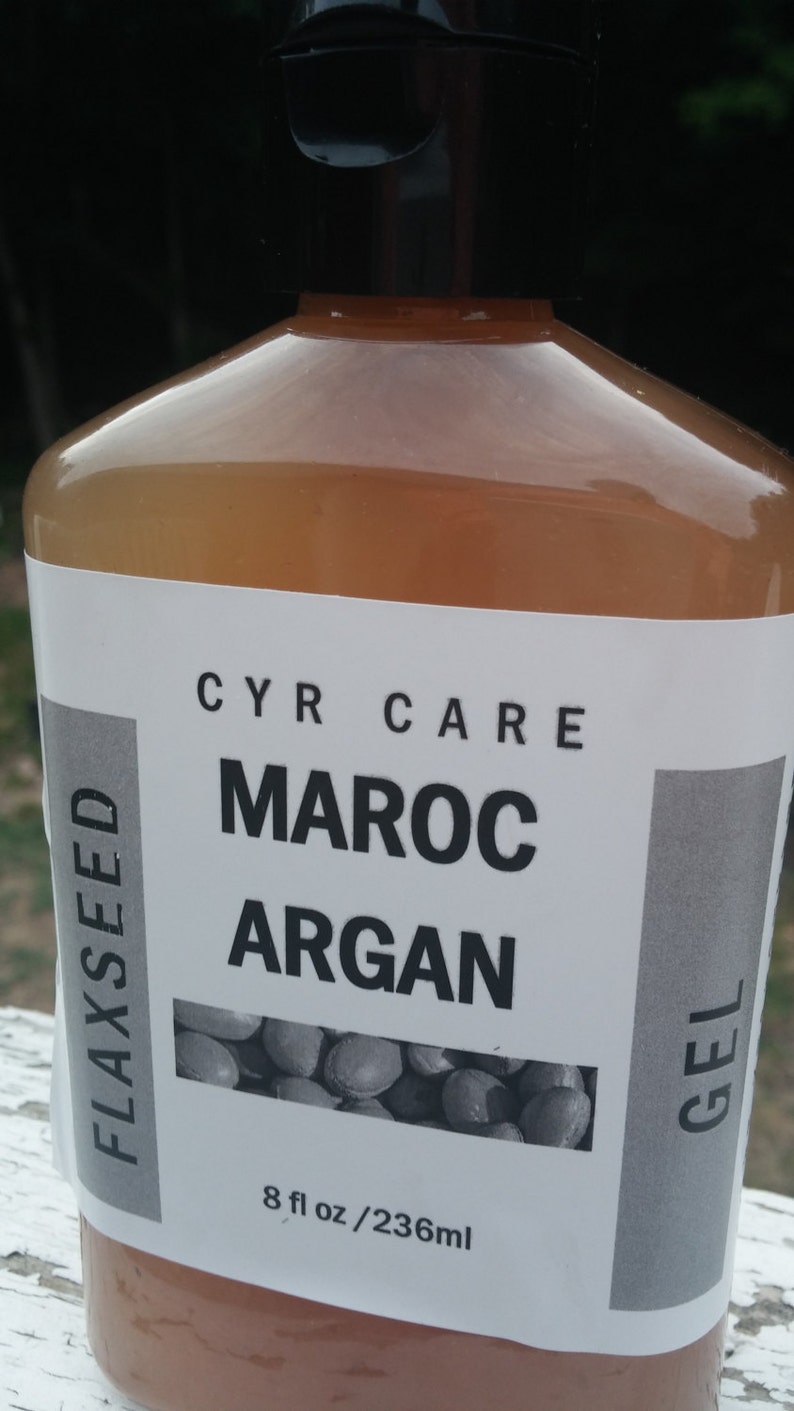 CYR CARE
MAROC
ARGAN
FLAXSEED
GEL
8 fl oz /236ml